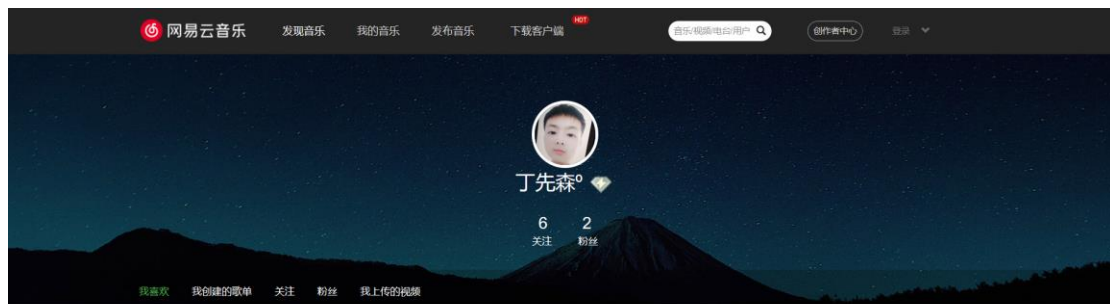 网易云音乐 发现音乐 我的音乐 发布音乐 下载客户端 HOT 音乐/视频/电台/用户 创作者中心 登录
丁先森º
6 2
关注 粉丝
我喜欢 我创建的歌单 关注 粉丝 我上传的视频